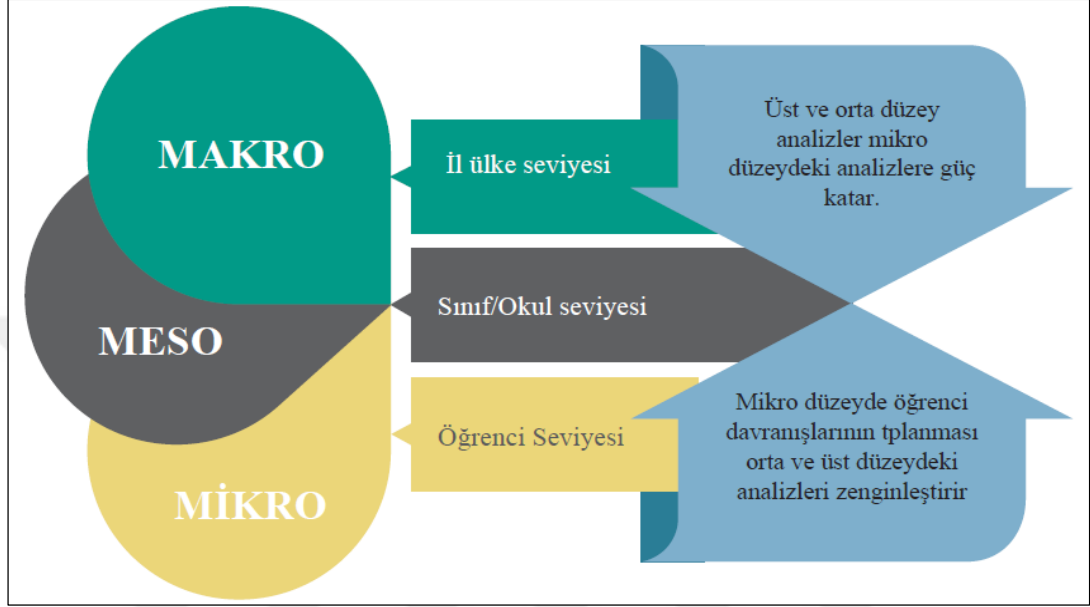 MAKRO
İl ülke seviyesi
Üst ve orta düzey
analizler mikro
düzeydeki analizlere güç
katar.
MESO
Sınıf/Okul seviyesi
MİKRO
Öğrenci Seviyesi
Mikro düzeyde öğrenci
davranışlarının tplanması
orta ve üst düzeydeki
analizleri zenginleştirir